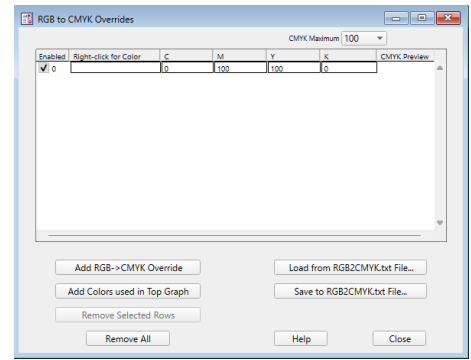 RGB to CMYK Overrides
CMYK Maximum 100
Enabled Right-click for Color C M Y K CMYK Preview
0 0 100 100 0
Add RGB->CMYK Override Load from RGB2CMYK.txt File...
Add Colors used in Top Graph Save to RGB2CMYK.txt File...
Remove Selected Rows
Remove All Help Close